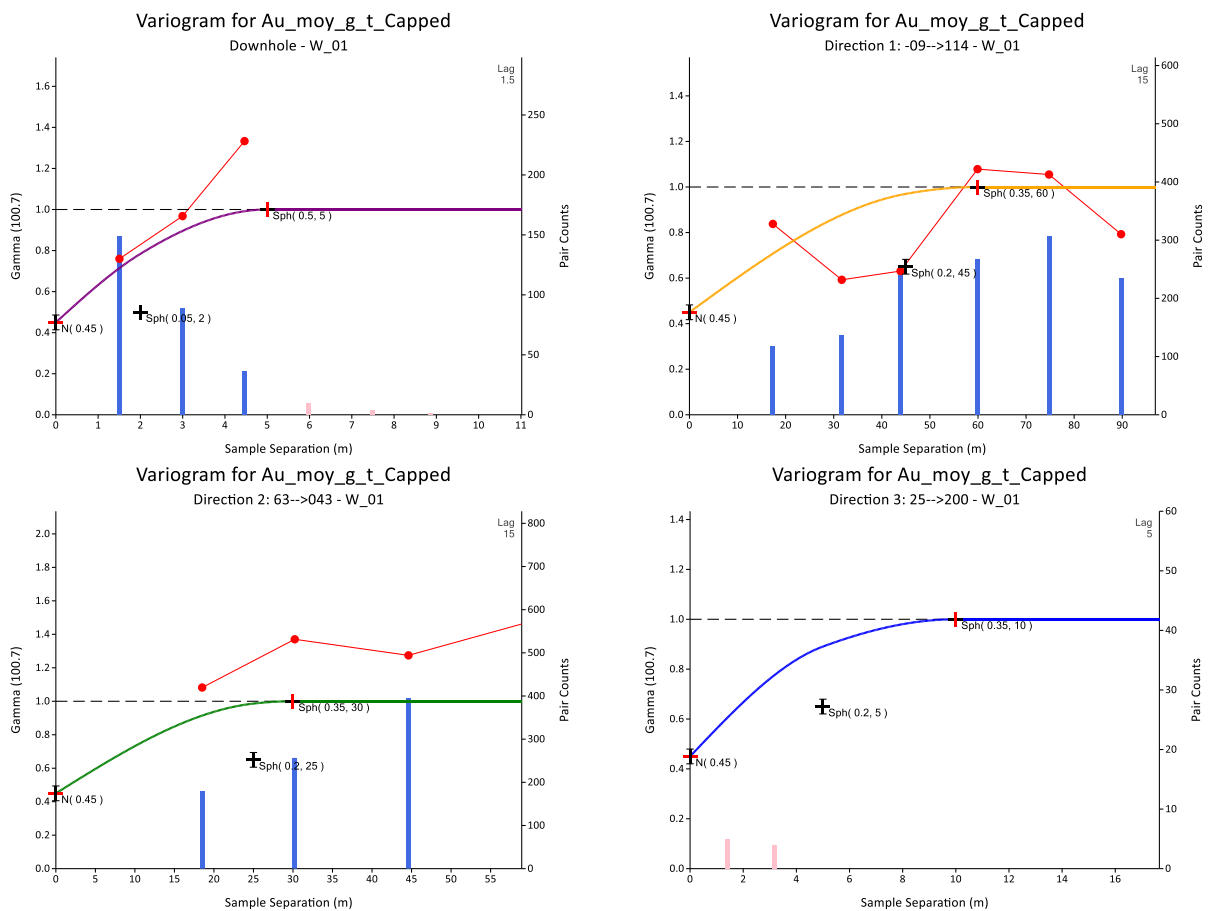 Variogram for Au_moy_g_t_Capped
Downhole - W_01
Lag
1.5
Gamma (100.7)
1.6
1.4
1.2
1.0
0.8
0.6
0.4
0.2
0.0
Sph( 0.5, 5 )
Sph( 0.05, 2 )
N( 0.45 )
250
200
150
100
50
0
Pair Counts
0 1 2 3 4 5 6 7 8 9 10 11
Sample Separation (m)
Variogram for Au_moy_g_t_Capped
Direction 1: -09-->114 - W_01
Lag
15
Gamma (100.7)
1.4
1.2
1.0
0.8
0.6
0.4
0.2
0.0
Sph( 0.35, 60 )
Sph( 0.2, 45 )
N( 0.45 )
600
500
400
300
200
100
0
Pair Counts
0 10 20 30 40 50 60 70 80 90
Sample Separation (m)
Variogram for Au_moy_g_t_Capped
Direction 2: 63-->043 - W_01
Lag
15
Gamma (100.7)
2.0
1.8
1.6
1.4
1.2
1.0
0.8
0.6
0.4
0.2
0.0
Sph( 0.35, 30 )
Sph( 0.2, 25 )
N( 0.45 )
800
700
600
500
400
300
200
100
0
Pair Counts
0 5 10 15 20 25 30 35 40 45 50 55
Sample Separation (m)
Variogram for Au_moy_g_t_Capped
Direction 3: 25-->200 - W_01
Lag
5
Gamma (100.7)
1.4
1.2
1.0
0.8
0.6
0.4
0.2
0.0
Sph( 0.35, 10 )
Sph( 0.2, 5 )
N( 0.45 )
60
50
40
30
20
10
0
Pair Counts
0 2 4 6 8 10 12 14 16
Sample Separation (m)